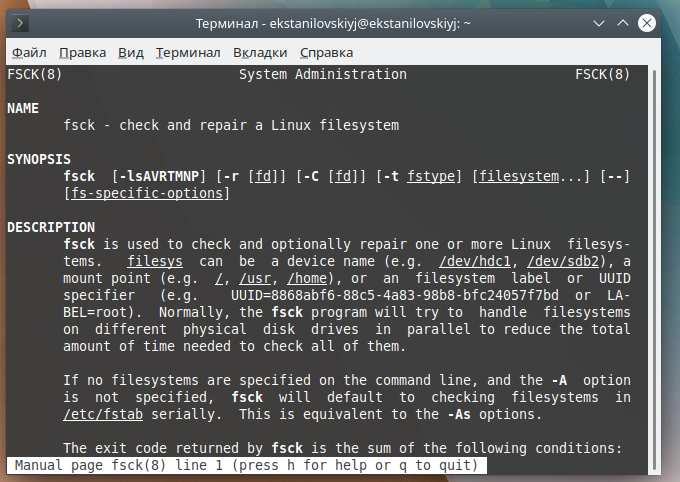 Терминал - ekstanilovskiyj@ekstanilovskiyj: ~
Файл Правка Вид Терминал Вкладки Справка
FSCK(8) System Administration FSCK(8)
NAME
fsck - check and repair a Linux filesystem
SYNOPSIS
fsck [-lsAVRTMNP] [-r [fd]] [-C [fd]] [-t fstype] [filesystem...] [--]
[fs-specific-options]
DESCRIPTION
fsck is used to check and optionally repair one or more Linux filesys-
tems. filesys can be a device name (e.g. /dev/hdc1, /dev/sdb2), a
mount point (e.g. /, /usr, /home), or an filesystem label or UUID
specifier (e.g. UUID=8868abf6-88c5-4a83-98b8-bfc24057f7bd or LA-
BEL=root). Normally, the fsck program will try to handle filesystems
on different physical disk drives in parallel to reduce the total
amount of time needed to check all of them.
If no filesystems are specified on the command line, and the -A option
is not specified, fsck will default to checking filesystems in
/etc/fstab serially. This is equivalent to the -As options.
The exit code returned by fsck is the sum of the following conditions:
Manual page fsck(8) line 1 (press h for help or q to quit)